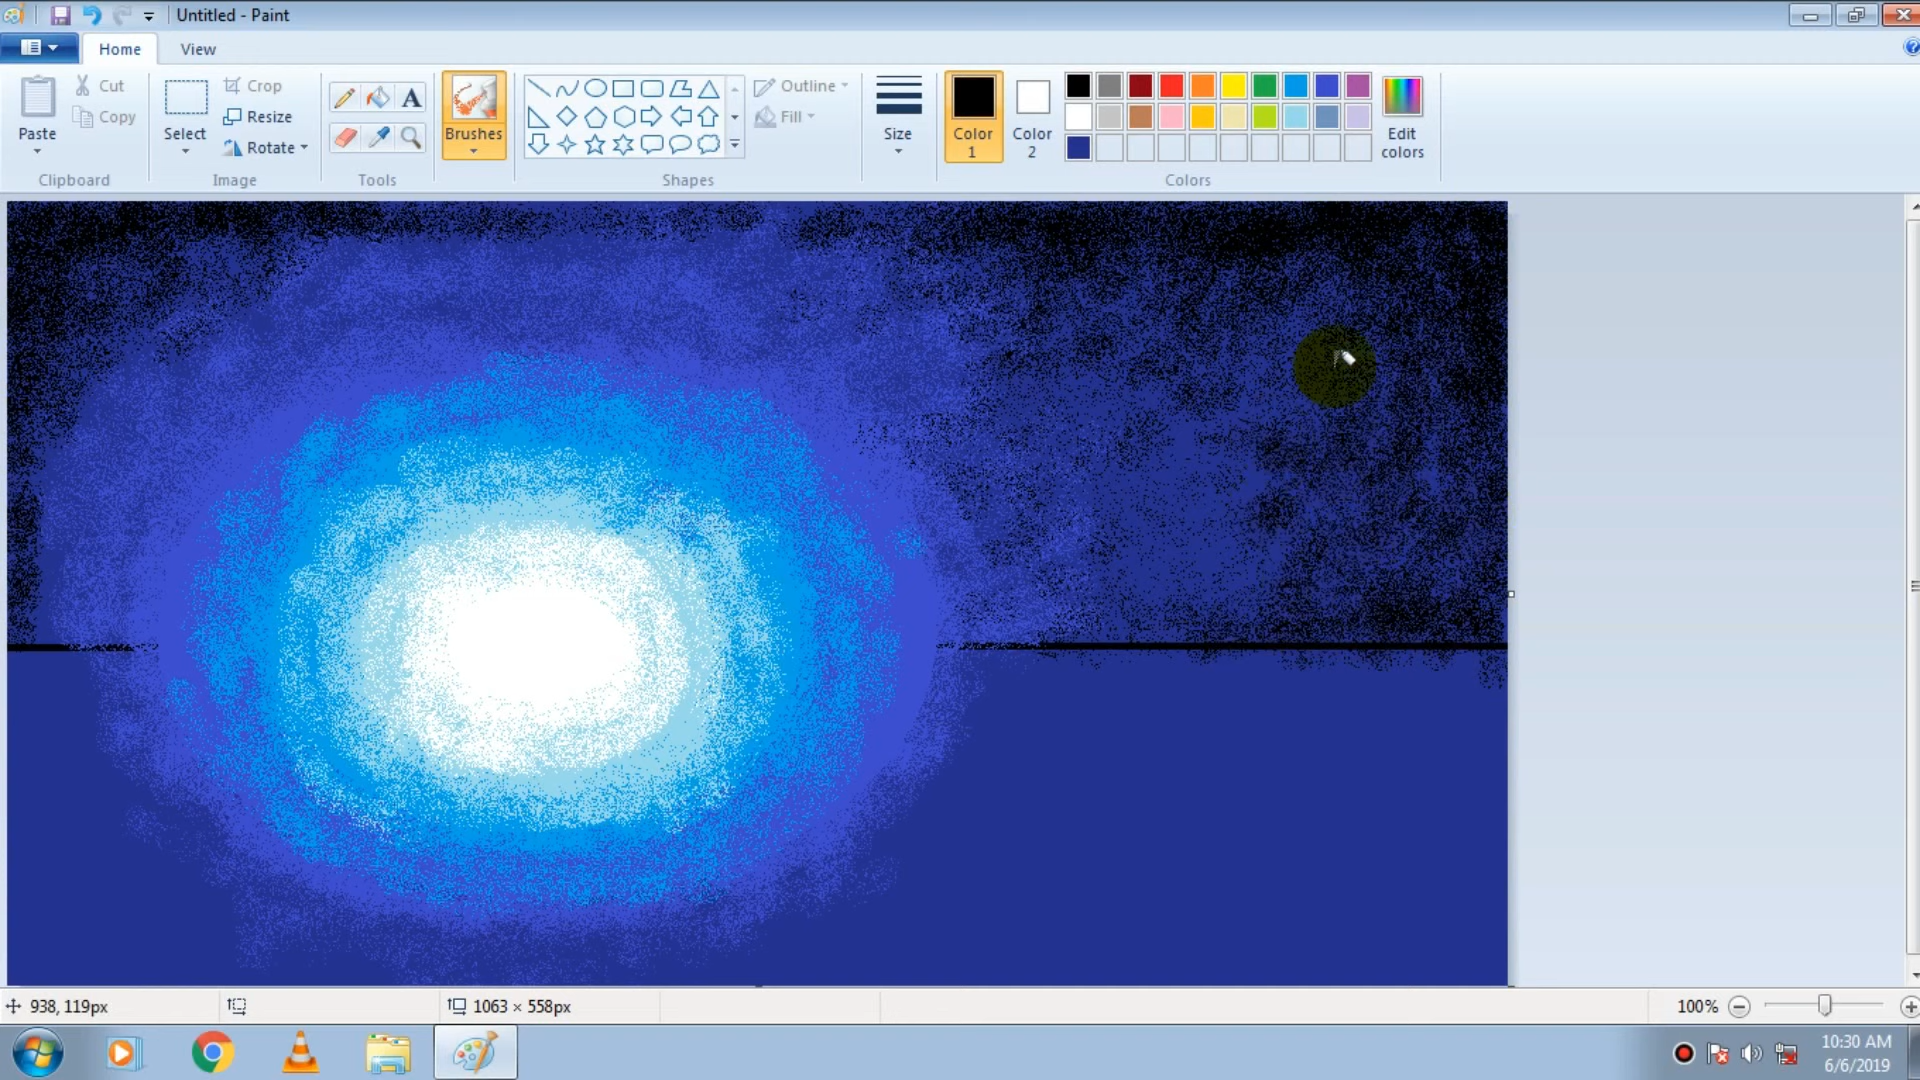 Untitled - Paint
Home View
Paste
Cut
Copy
Clipboard
Select
Crop
Resize
Rotate
Image
A
Tools
Brushes
Shapes
Outline
Fill
Size
Color 1
Color 2
Edit colors
Colors
938, 119px
1063 × 558px
100%
10:30 AM
6/6/2019